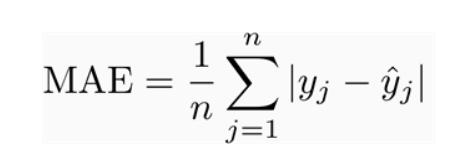 MAE = \frac{1}{n} \sum_{j=1}^{n} |y_j - \hat{y}_j|